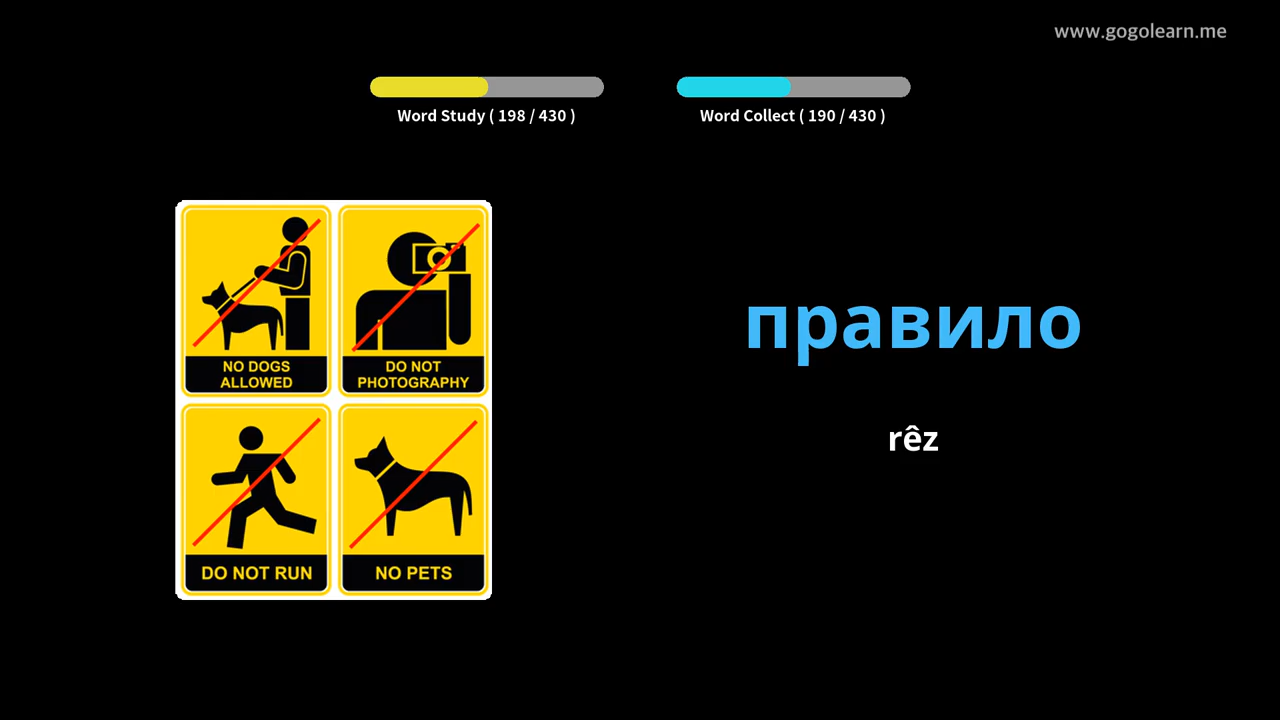 www.gogolearn.me
Word Study ( 198 / 430 )
Word Collect ( 190 / 430 )
NO DOGS
ALLOWED
DO NOT
PHOTOGRAPHY
DO NOT RUN
NO PETS
правило
rêz